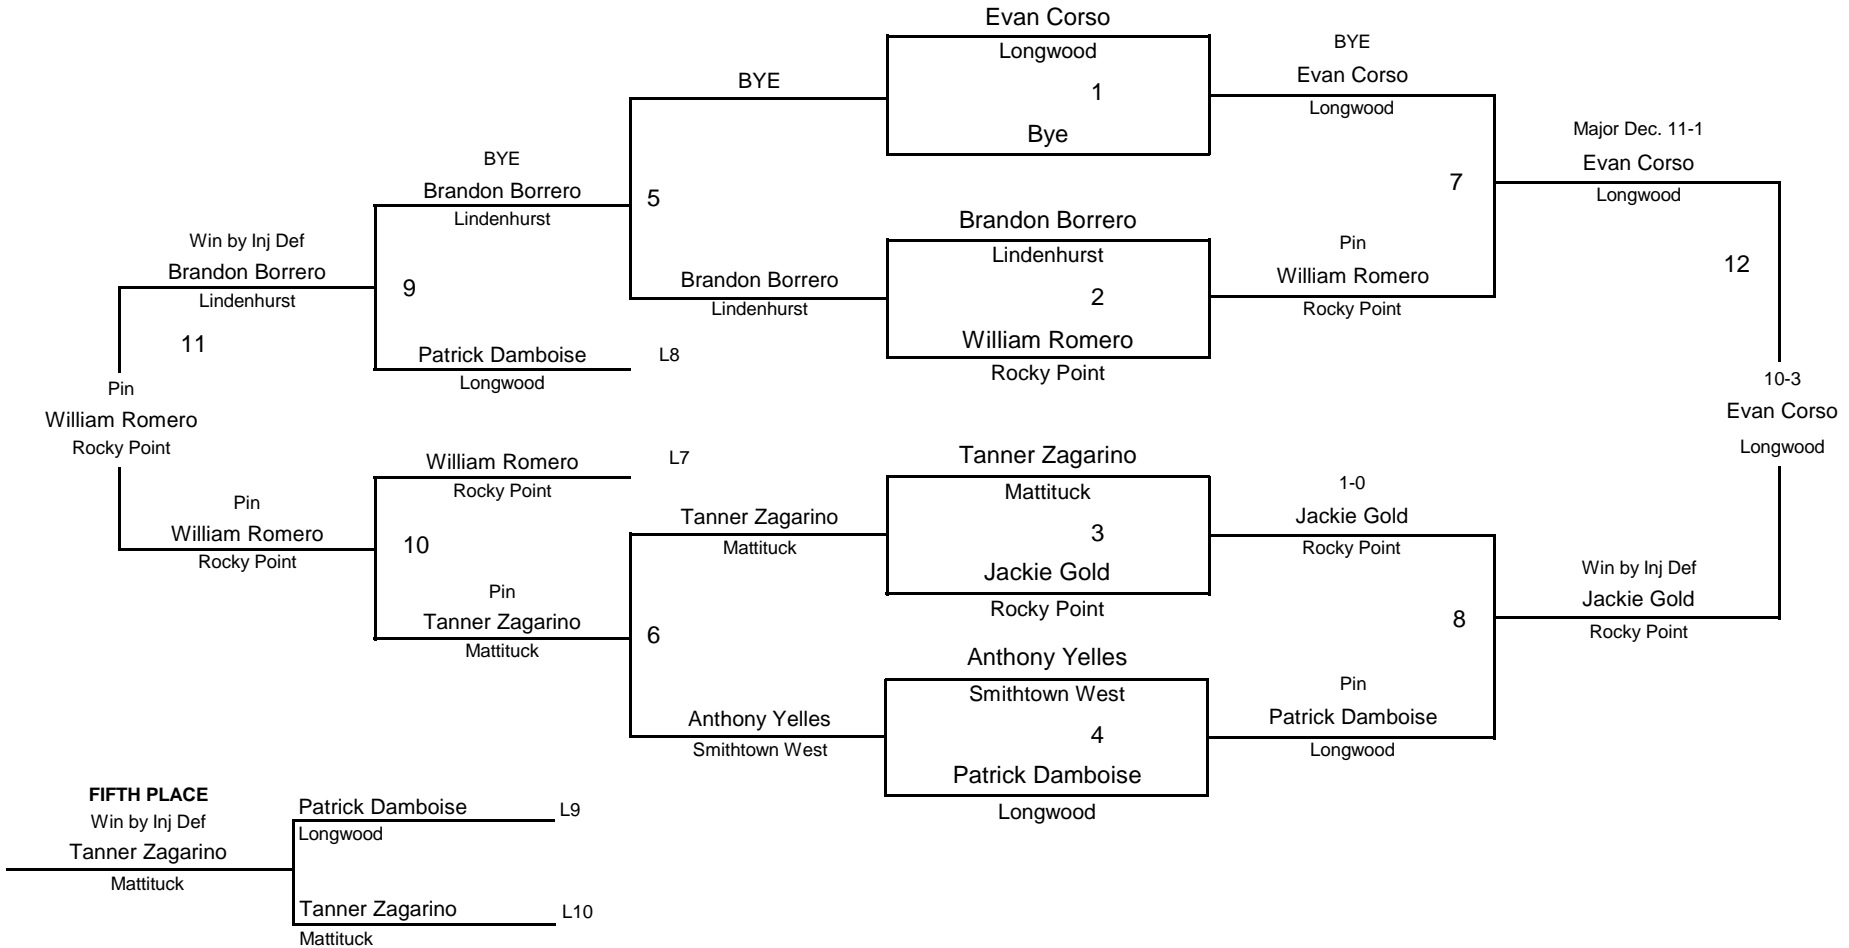 Evan Corso
Longwood
1
Bye
BYE
Evan Corso
Longwood
BYE
BYE
Brandon Borrero
Lindenhurst
5
Brandon Borrero
Lindenhurst
Brandon Borrero
Lindenhurst
2
William Romero
Rocky Point
Pin
William Romero
Rocky Point
7
Major Dec. 11-1
Evan Corso
Longwood
12
Win by Inj Def
Brandon Borrero
Lindenhurst
9
Patrick Damboise
Longwood
L8
11
Pin
William Romero
Rocky Point
10-3
Evan Corso
Longwood
William Romero
Rocky Point
L7
Pin
William Romero
Rocky Point
10
Pin
Tanner Zagarino
Mattituck
6
Tanner Zagarino
Mattituck
Anthony Yelles
Smithtown West
Tanner Zagarino
Mattituck
3
Jackie Gold
Rocky Point
1-0
Jackie Gold
Rocky Point
Anthony Yelles
Smithtown West
4
Patrick Damboise
Longwood
Pin
Patrick Damboise
Longwood
8
Win by Inj Def
Jackie Gold
Rocky Point
FIFTH PLACE
Win by Inj Def
Tanner Zagarino
Mattituck
Patrick Damboise
Longwood
L9
Tanner Zagarino
Mattituck
L10